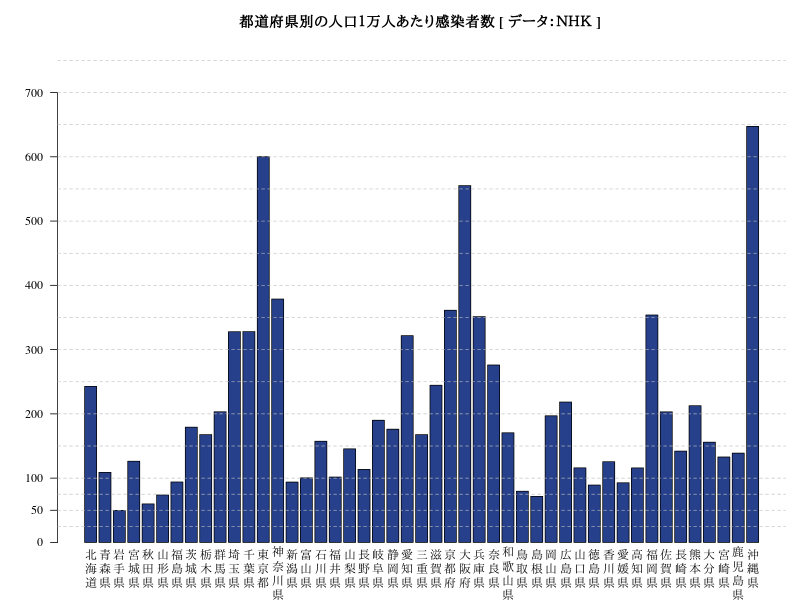 都道府県別の人口1万人あたり感染者数 [ データ：NHK ]
700
600
500
400
300
200
100
50
0
北海道
青森県
岩手県
宮城県
秋田県
山形県
福島県
茨城県
栃木県
群馬県
埼玉県
千葉県
東京都
神奈川県
新潟県
富山県
石川県
福井県
山梨県
長野県
岐阜県
静岡県
愛知県
三重県
滋賀県
京都府
大阪府
兵庫県
奈良県
和歌山県
鳥取県
島根県
岡山県
広島県
山口県
徳島県
香川県
愛媛県
高知県
福岡県
佐賀県
長崎県
熊本県
大分県
宮崎県
鹿児島県
沖縄県